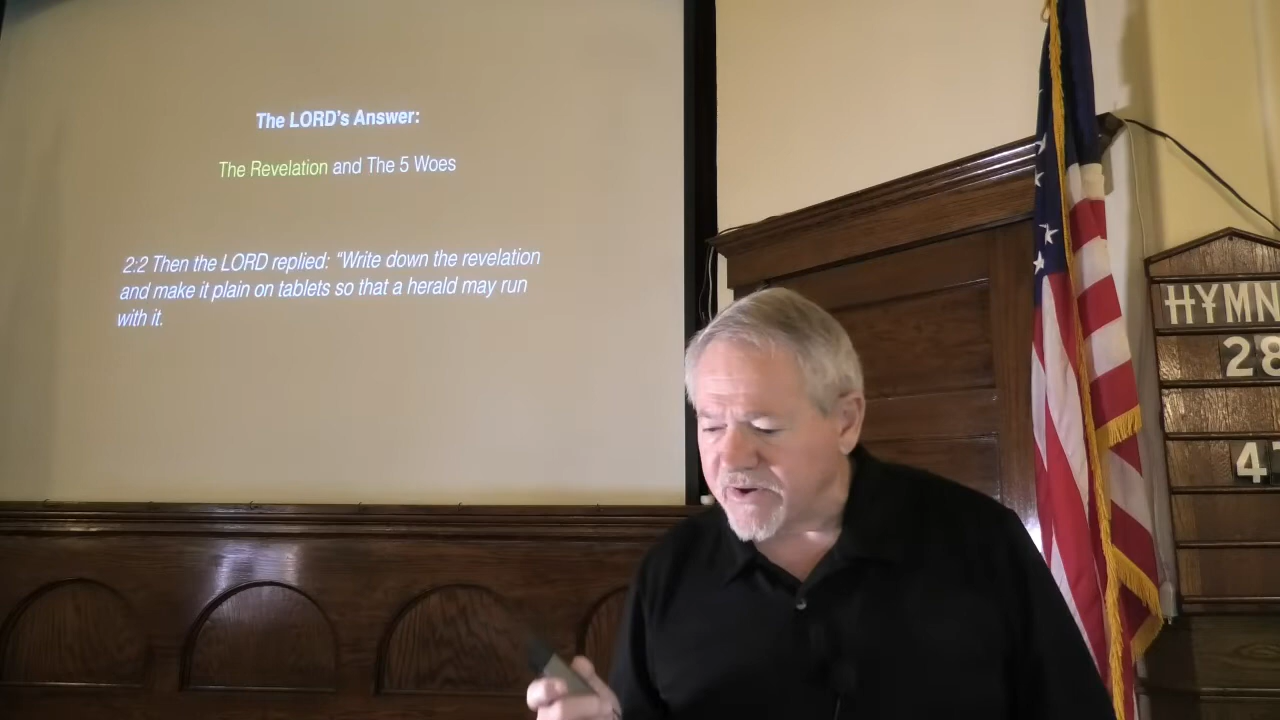 The LORD's Answer:
The Revelation and The 5 Woes
2:2 Then the LORD replied: “Write down the revelation
and make it plain on tablets so that a herald may run
with it.
HYMN
28
4